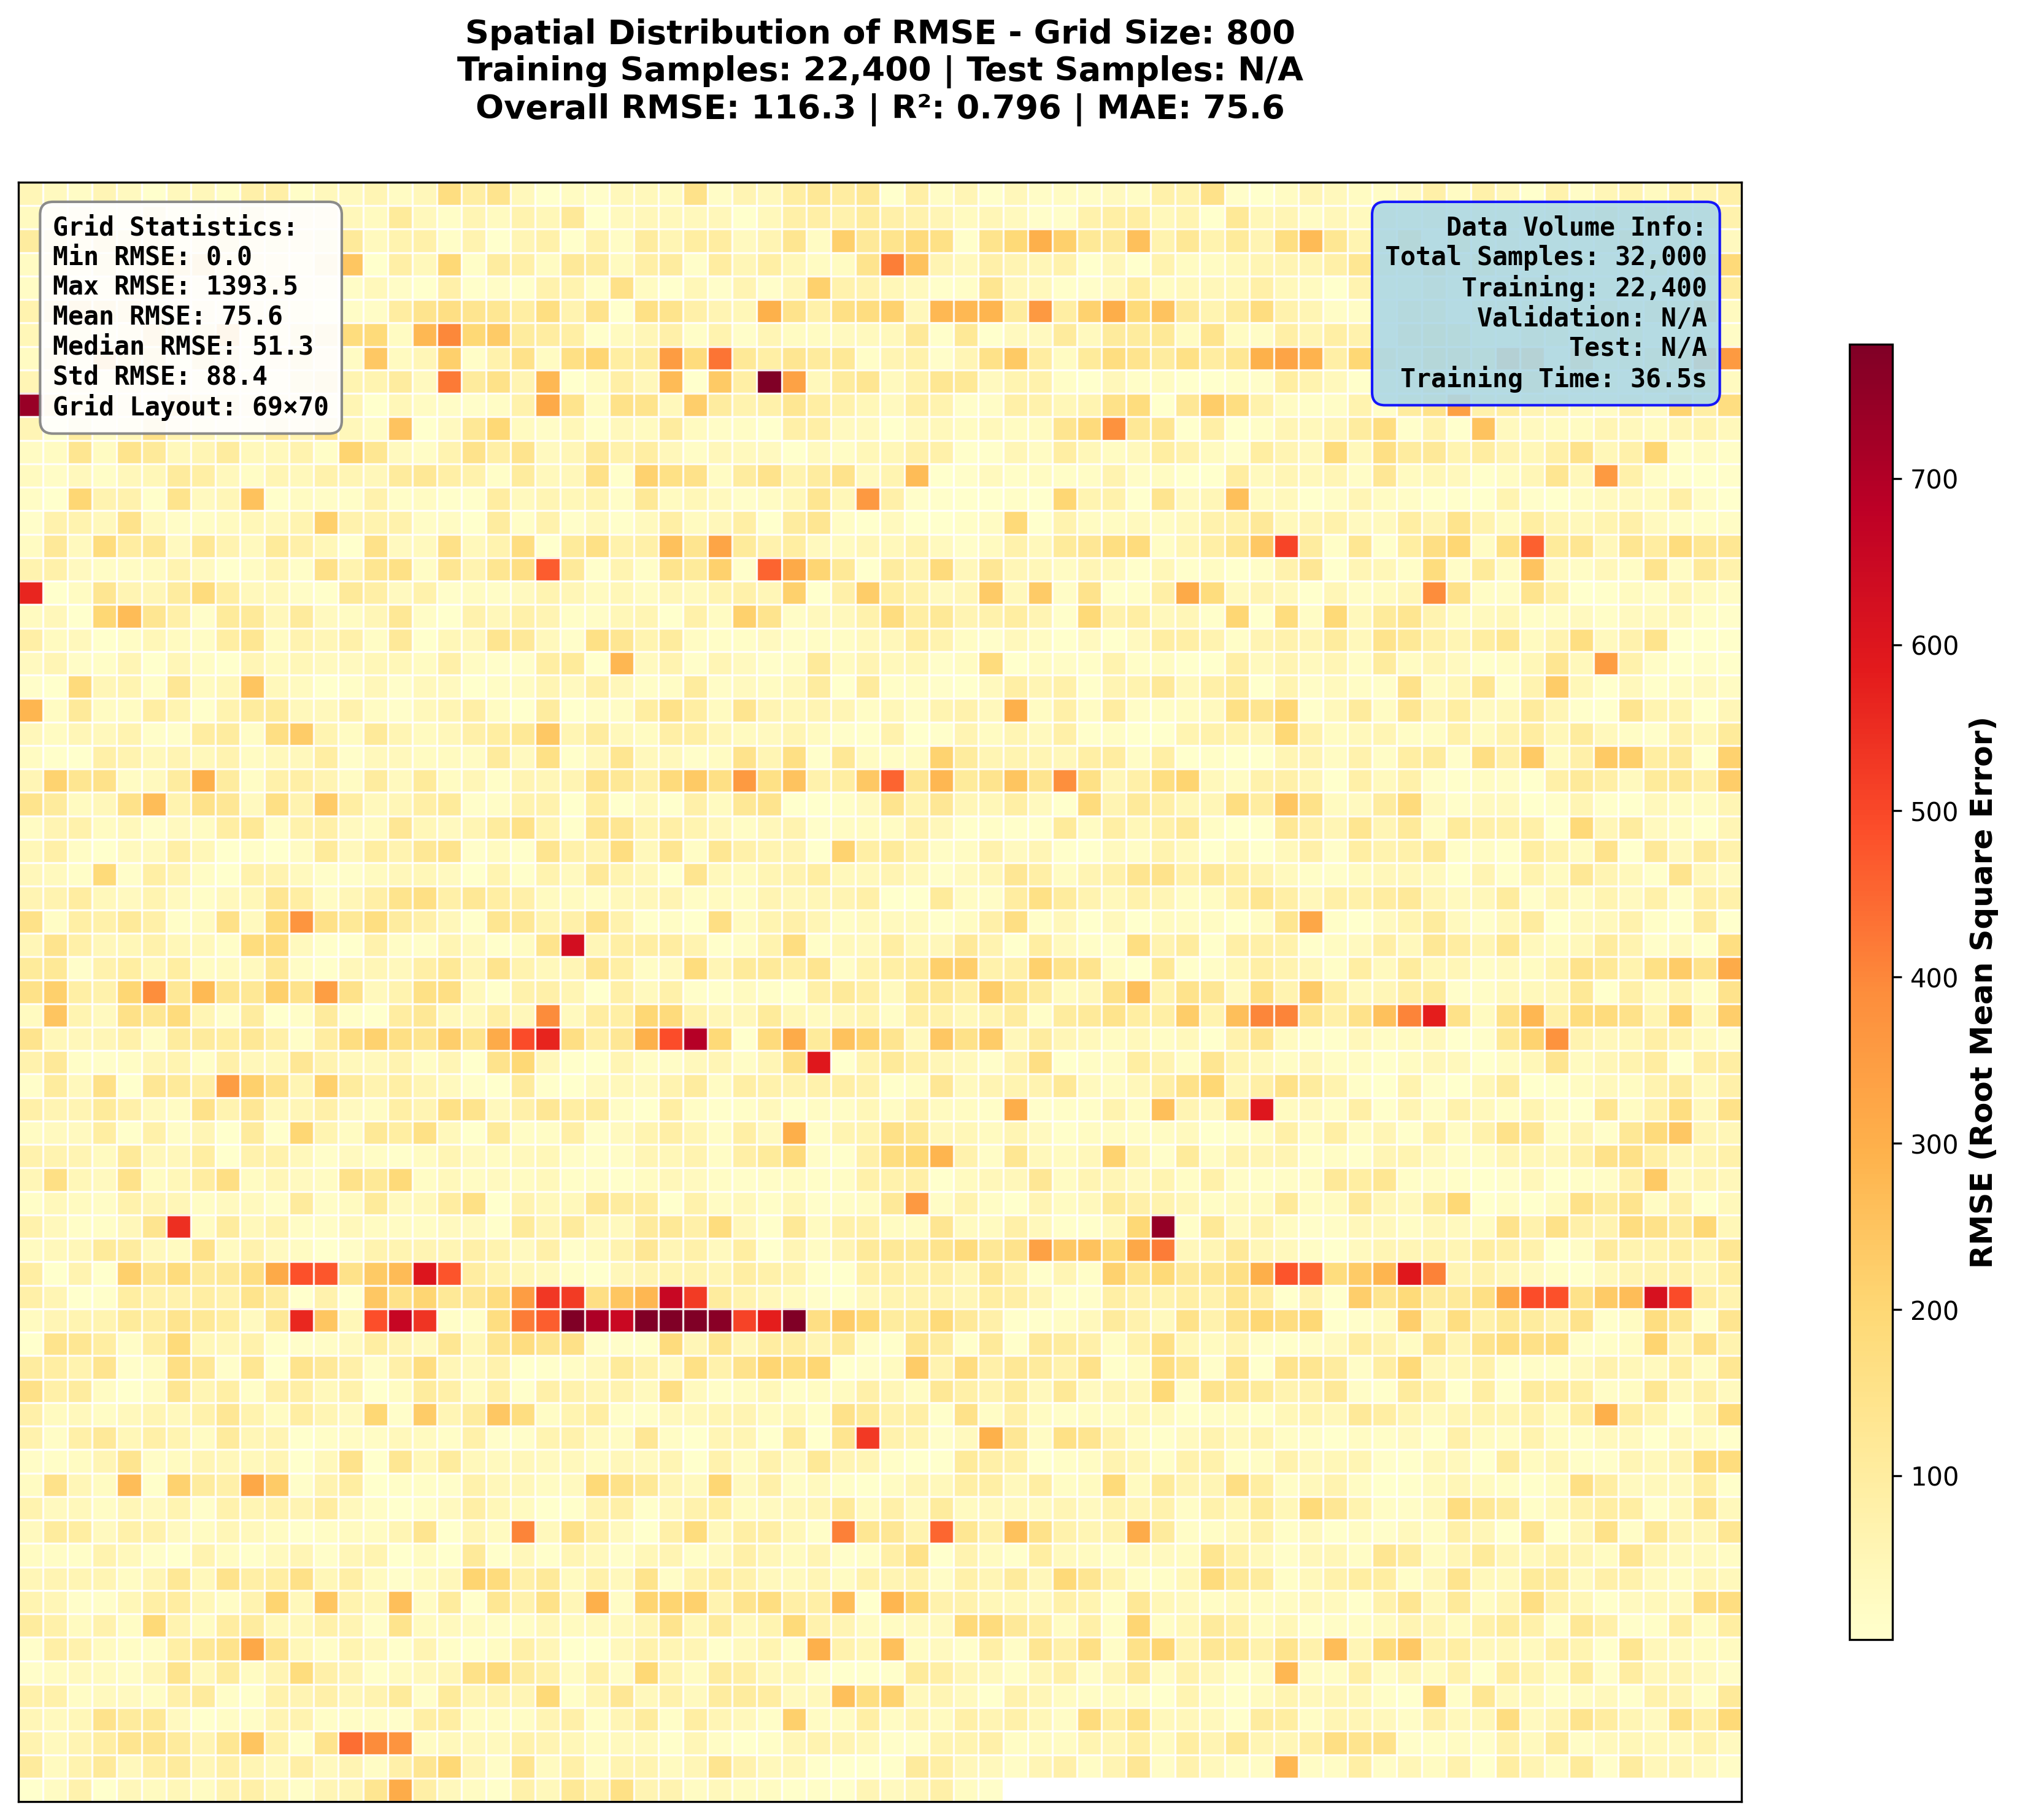 Spatial Distribution of RMSE - Grid Size: 800
Training Samples: 22,400 | Test Samples: N/A
Overall RMSE: 116.3 | R²: 0.796 | MAE: 75.6
Grid Statistics:
Min RMSE: 0.0
Max RMSE: 1393.5
Mean RMSE: 75.6
Median RMSE: 51.3
Std RMSE: 88.4
Grid Layout: 69×70
Data Volume Info:
Total Samples: 32,000
Training: 22,400
Validation: N/A
Test: N/A
Training Time: 36.5s
700
600
500
400
300
200
100
RMSE (Root Mean Square Error)